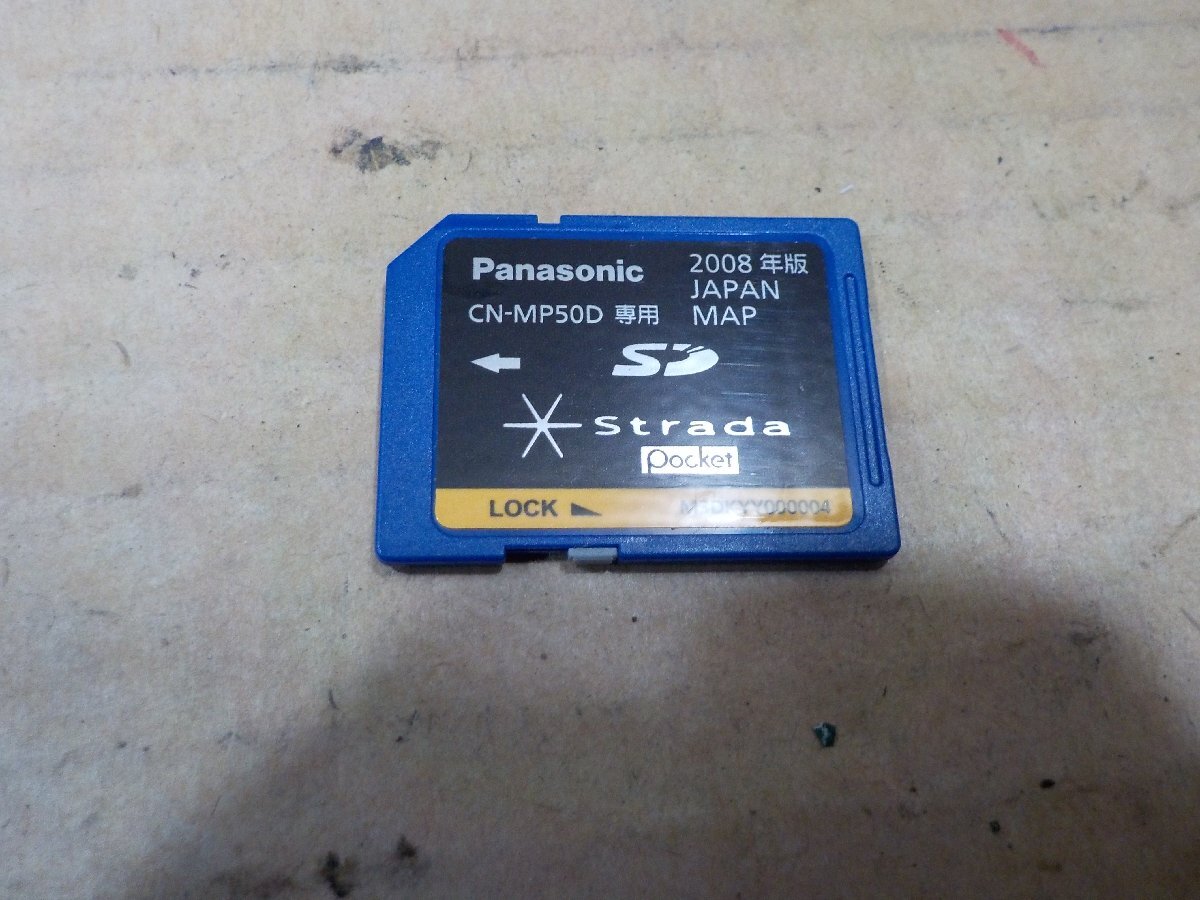 Panasonic
2008 年版
JAPAN
CN-MP50D 専用
MAP
SD
Strada
Pocket
LOCK